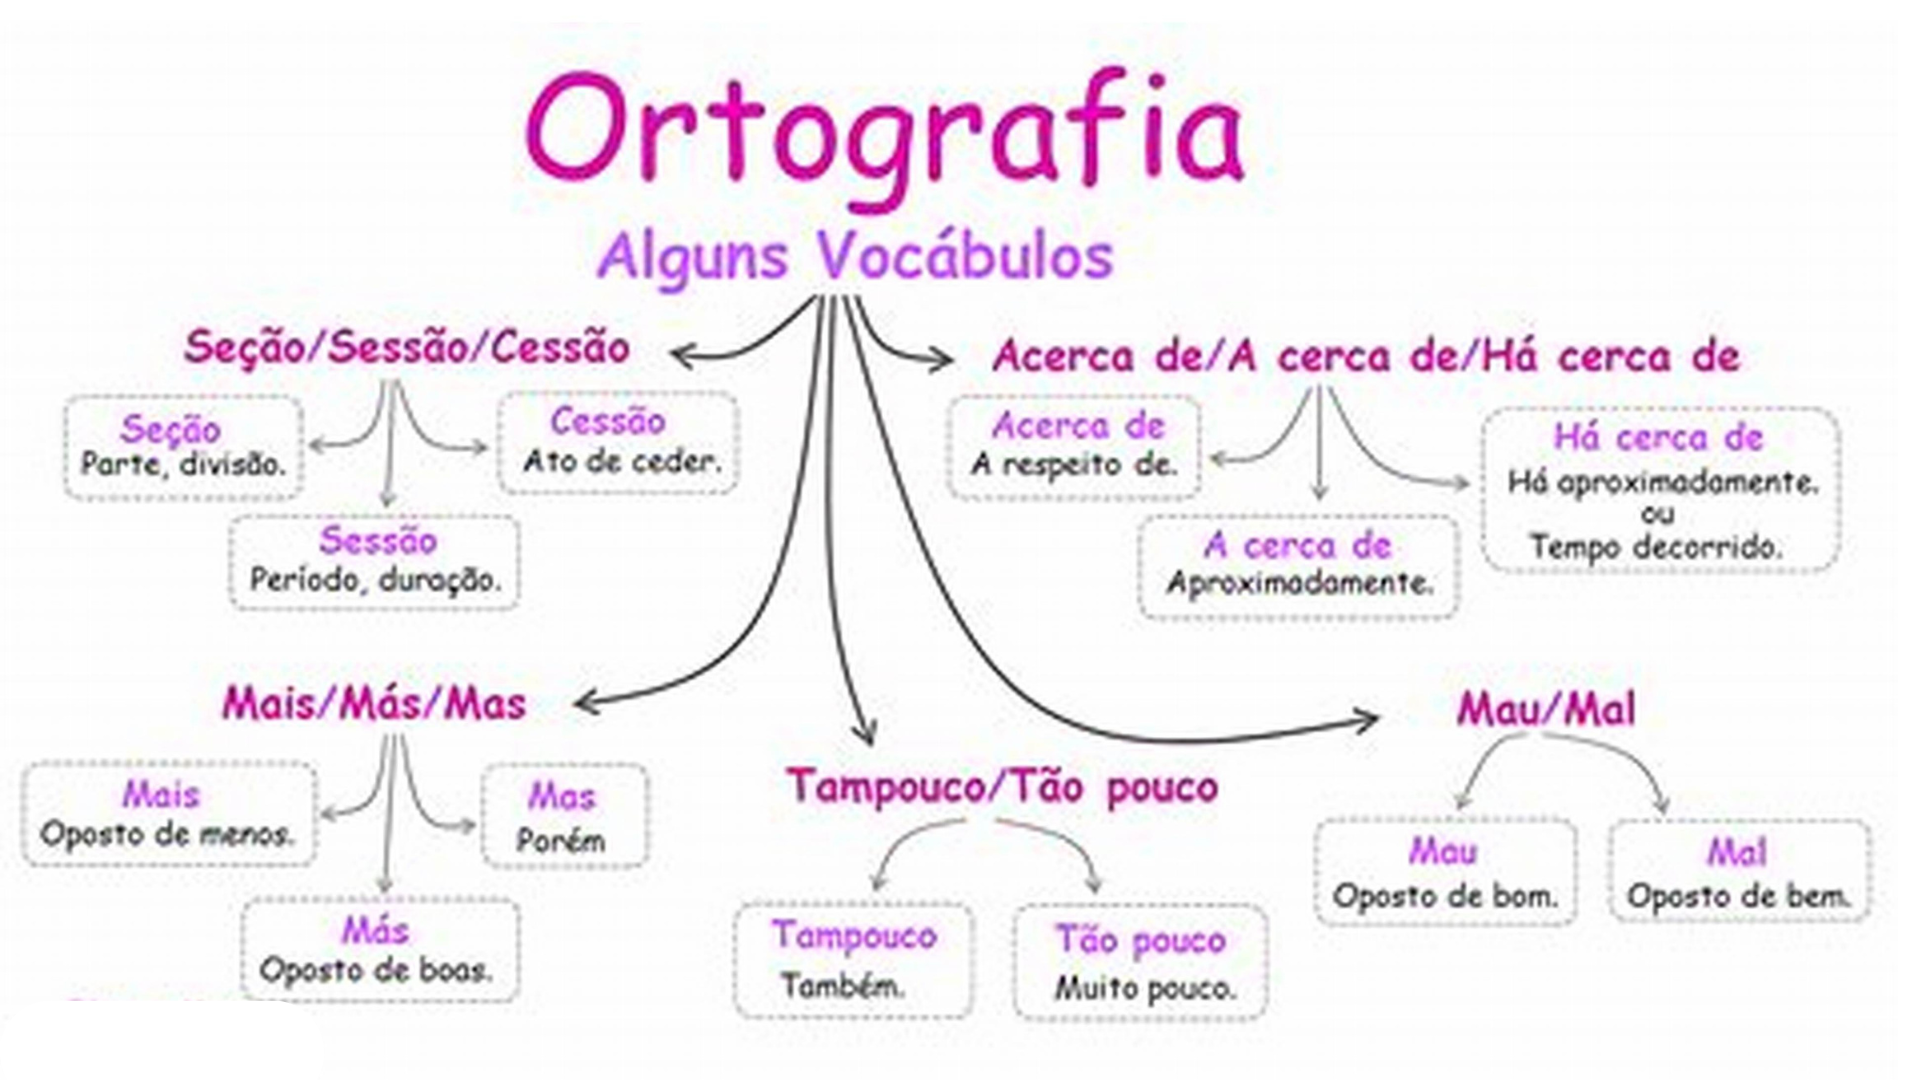 Ortografia
Alguns Vocábulos
Seção/Sessão/Cessão
Seção
Parte, divisão.
Cessão
Ato de ceder.
Sessão
Período, duração.
Acerca de/A cerca de/Há cerca de
Acerca de
A respeito de.
Há cerca de
Há aproximadamente.
ou
Tempo decorrido.
A cerca de
Aproximadamente.
Mais/Más/Mas
Mais
Oposto de menos.
Mas
Porém
Más
Oposto de boas.
Tampouco/Tão pouco
Tampouco
Também.
Tão pouco
Muito pouco.
Mau/Mal
Mau
Oposto de bom.
Mal
Oposto de bem.